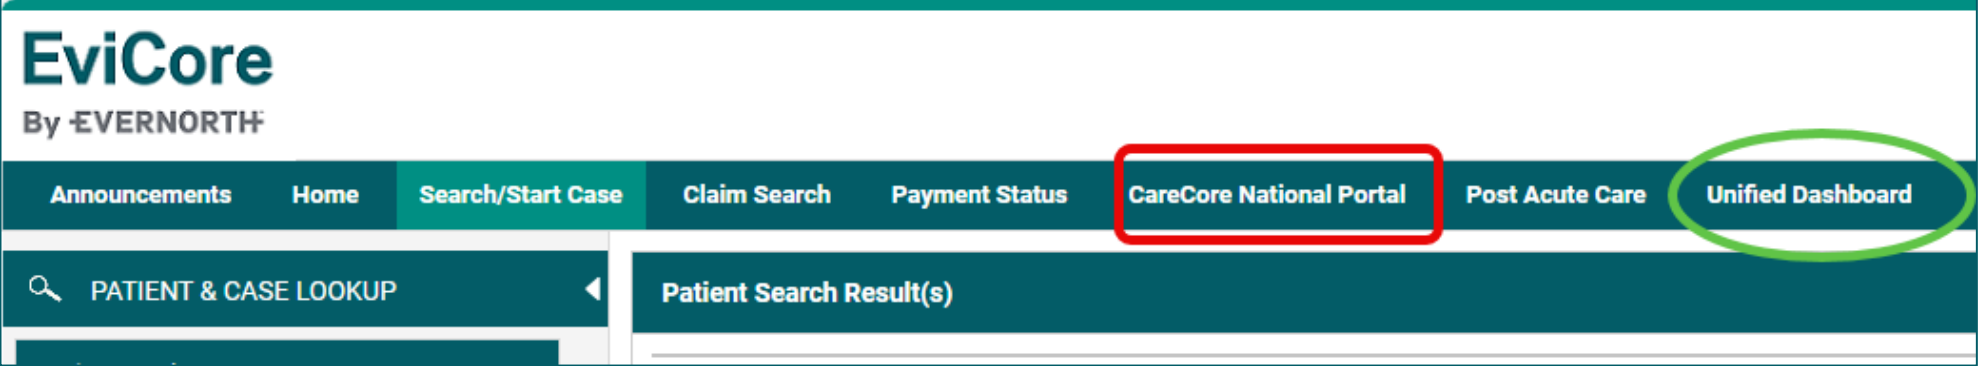 EviCore
By EVERNORTH
Announcements Home Search/Start Case Claim Search Payment Status CareCore National Portal Post Acute Care Unified Dashboard
PATIENT & CASE LOOKUP
Patient Search Result(s)